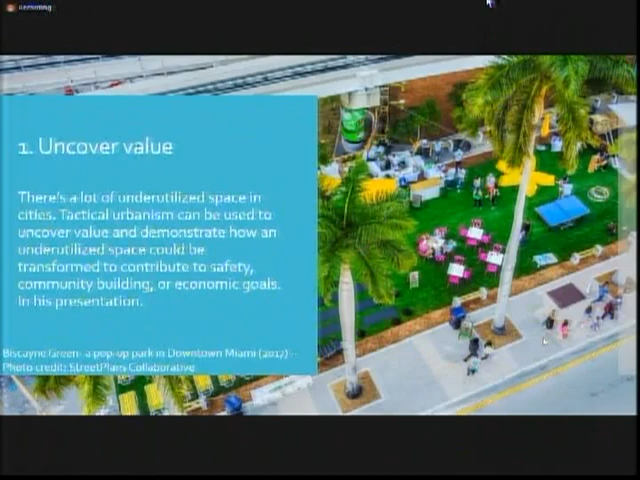 Recording
1. Uncover value
There's a lot of underutilized space in
cities. Tactical urbanism can be used to
uncover value and demonstrate how an
underutilized space could be
transformed to contribute to safety,
community building, or economic goals.
In his presentation.
Biscayne Green- a pop-up park in Downtown Miami (2017) –
Photo credit: StreetPlans Collaborative